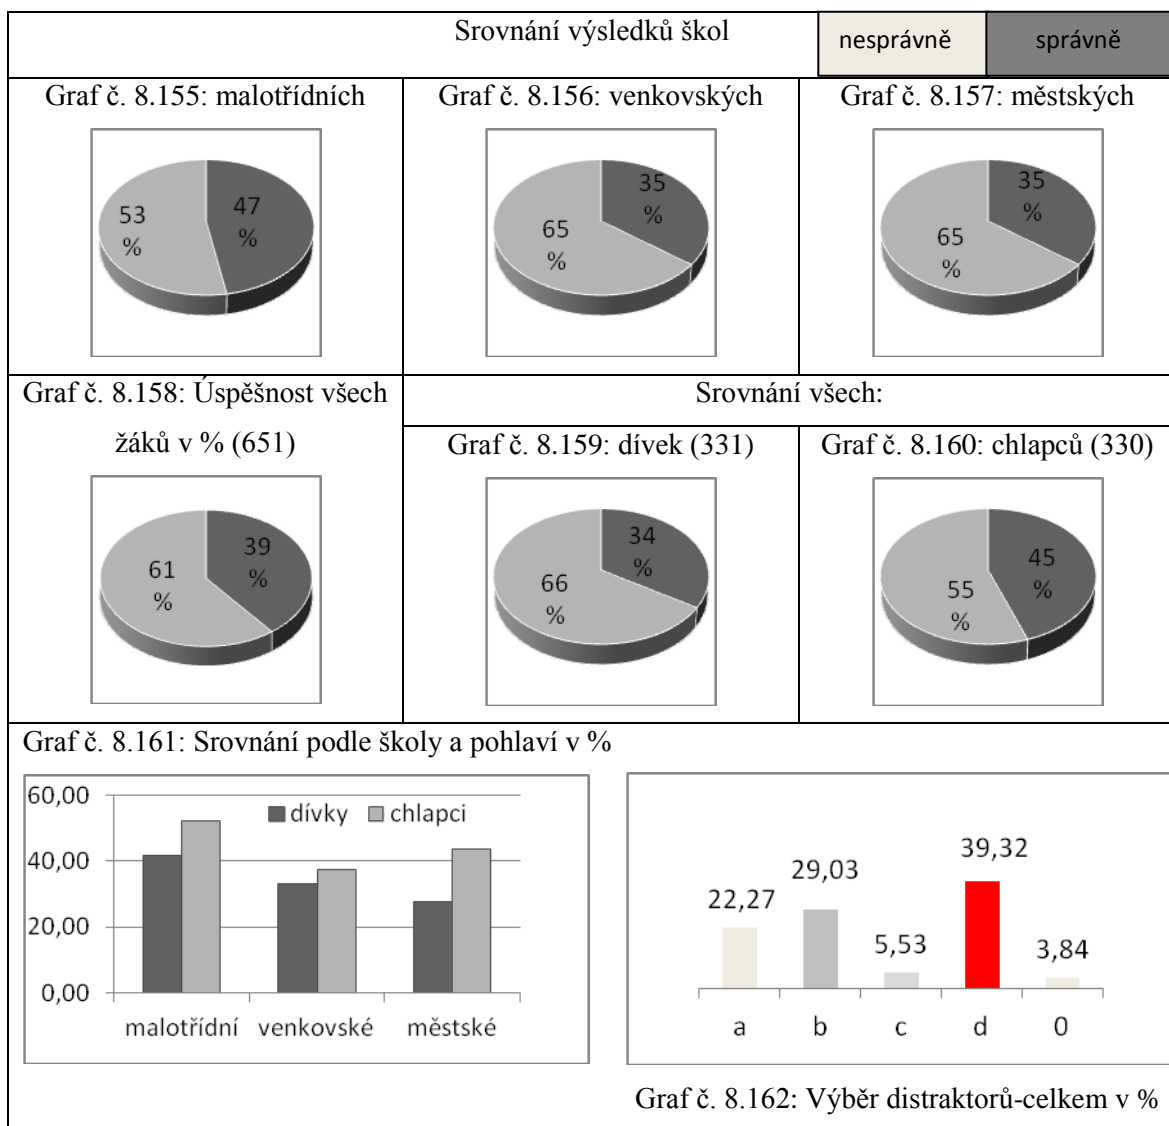 Srovnání výsledků škol
nesprávně
správně
Graf č. 8.155: malotřídních
Graf č. 8.156: venkovských
Graf č. 8.157: městských
53
%
47
%
65
%
35
%
65
%
35
%
Graf č. 8.158: Úspěšnost všech
žáků v % (651)
Srovnání všech:
Graf č. 8.159: dívek (331)
Graf č. 8.160: chlapců (330)
61
%
39
%
66
%
34
%
55
%
45
%
Graf č. 8.161: Srovnání podle školy a pohlaví v %
60,00
40,00
20,00
0,00
dívky
chlapci
malotřídní
venkovské
městské
22,27
29,03
5,53
39,32
3,84
a
b
c
d
0
Graf č. 8.162: Výběr distraktorů-celkem v %